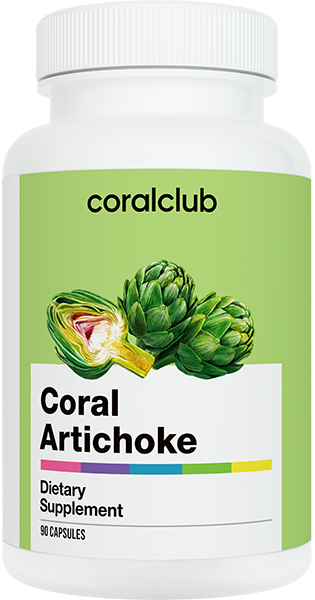 coralclub
Coral
Artichoke
Dietary
Supplement
90 CAPSULES